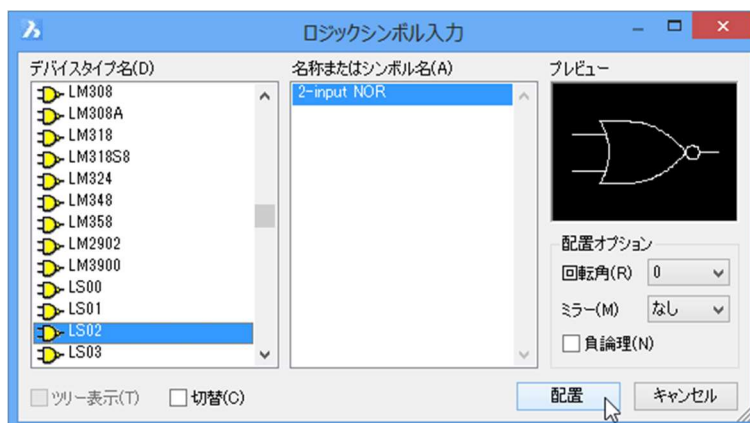 ロジックシンボル入力
デバイスタイプ名(D)
LM308
LM308A
LM318
LM318S8
LM324
LM348
LM358
LM2902
LM3900
LS00
LS01
LS02
LS03
名称またはシンボル名(A)
2-input NOR
プレビュー
配置オプション
回転角(R) 0
ミラー(M) なし
負論理(N)
ツリー表示(T) 切替(C)
配置 キャンセル